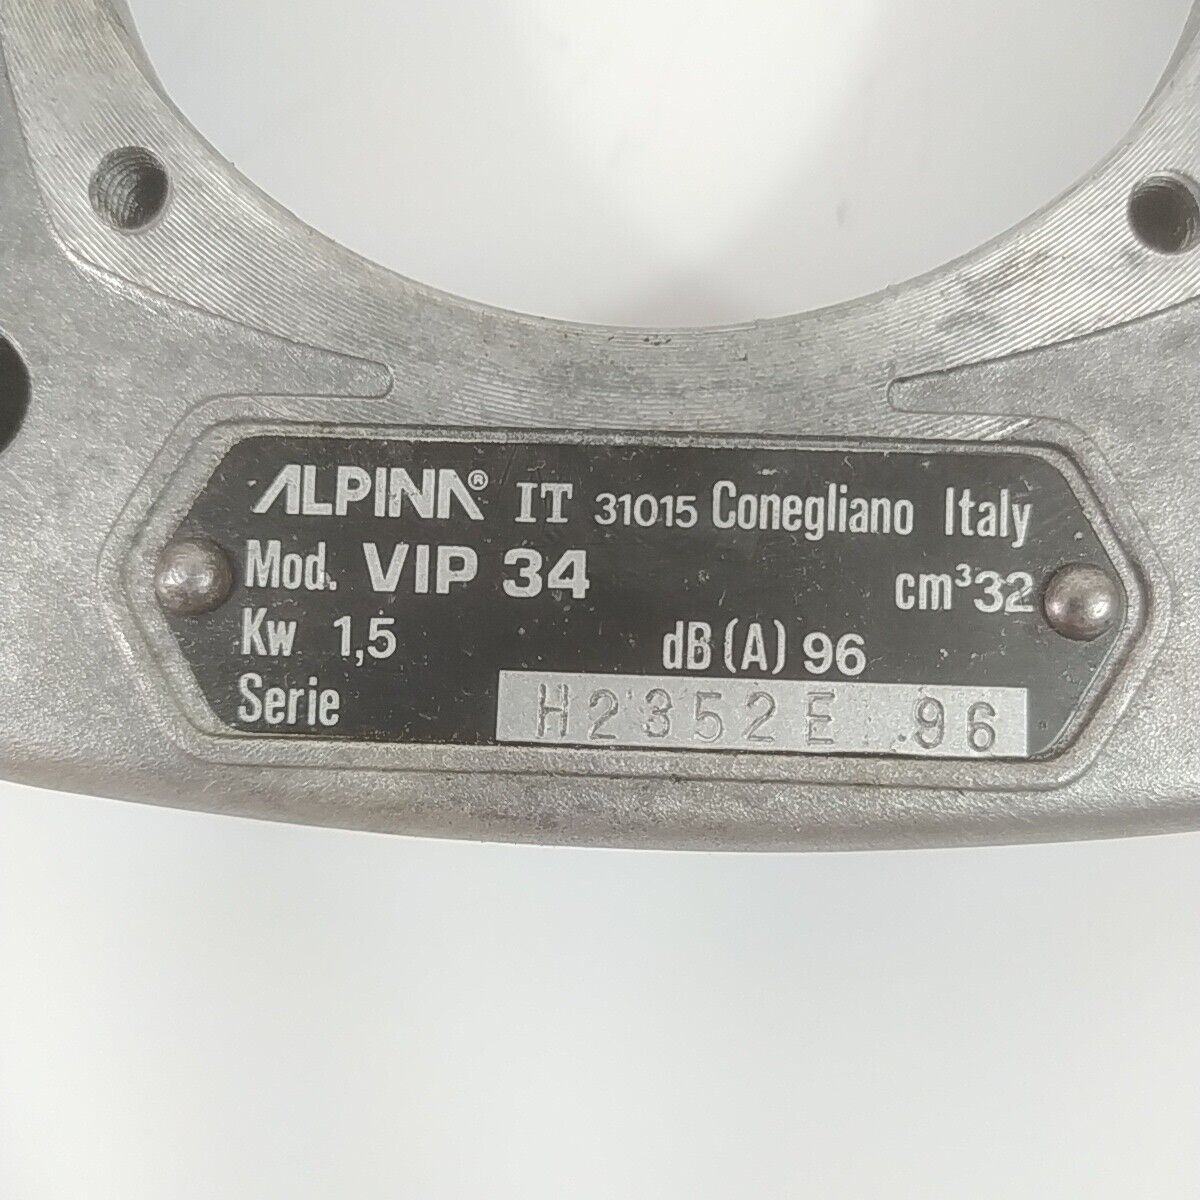 ALPINA® IT 31015 Conegliano Italy
Mod. VIP 34 cm³32
Kw 1,5 dB (A) 96
Serie H2352E 96